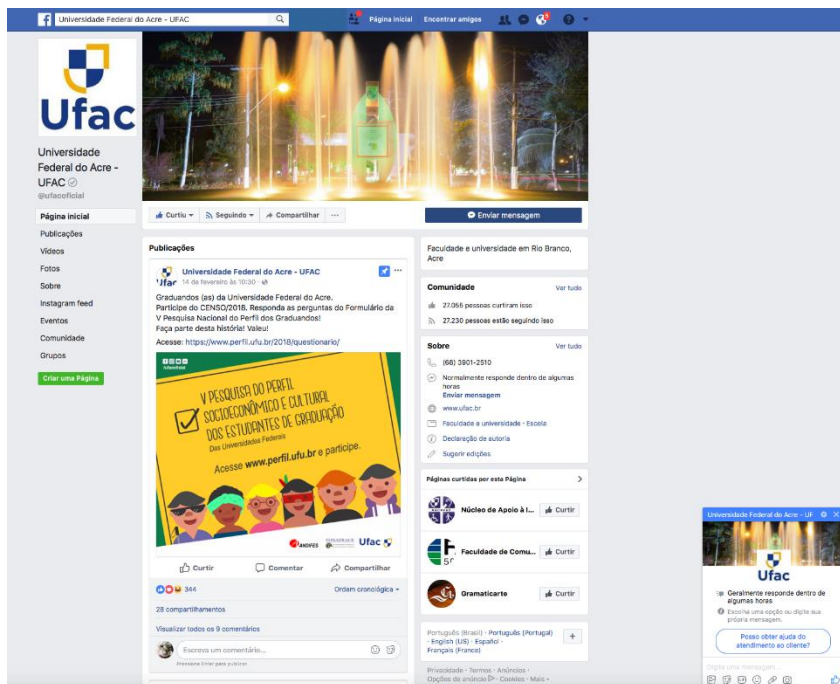 Universidade Federal do Acre - UFAC
Página inicial
Encontrar amigos
Ufac
Universidade
Federal do Acre -
UFAC
@ufacoficial
Página inicial
Publicações
Vídeos
Fotos
Sobre
Instagram feed
Eventos
Comunidade
Grupos
Criar uma Página
Curtiu
Seguindo
Compartilhar
Enviar mensagem
Publicações
Ufac
Universidade Federal do Acre - UFAC
14 de fevereiro às 10:30
Graduandos (as) da Universidade Federal do Acre.
Participe do CENSO/2018. Responda as perguntas do Formulário da
V Pesquisa Nacional do Perfil dos Graduandos!
Faça parte desta história! Valeu!
Acesse: https://www.perfil.ufu.br/2018/questionario/
V PESQUISA DO PERFIL
SOCIOECONÔMICO E CULTURAL
DOS ESTUDANTES DE GRADUAÇÃO
Das Universidades Federais
Acesse www.perfil.ufu.br e participe.
ANDIFES
Ufac
Curtir
Comentar
Compartilhar
344
Ordem cronológica
28 compartilhamentos
Visualizar todos os 9 comentários
Escreva um comentário...
Pressione Enter para publicar.
Faculdade e universidade em Rio Branco,
Acre
Comunidade
Ver tudo
27.056 pessoas curtiram isso
27.230 pessoas estão seguindo isso
Sobre
Ver tudo
(68) 3901-2510
Normalmente responde dentro de algumas
horas
Enviar mensagem
www.ufac.br
Faculdade e universidade · Escola
Declaração de autoria
Sugerir edições
Páginas curtidas por esta Página
Núcleo de Apoio à I...
Curtir
Faculdade de Comu...
Curtir
Gramaticarte
Curtir
Português (Brasil) · Português (Portugal)
· English (US) · Español ·
Français (France)
Privacidade · Termos · Anúncios ·
Opções de anúncio · Cookies · Mais
Universidade Federal do Acre - UF
Ufac
Geralmente responde dentro de
algumas horas
Escolha uma opção ou digite sua
própria mensagem.
Posso obter ajuda do
atendimento ao cliente?
Digite uma mensagem...